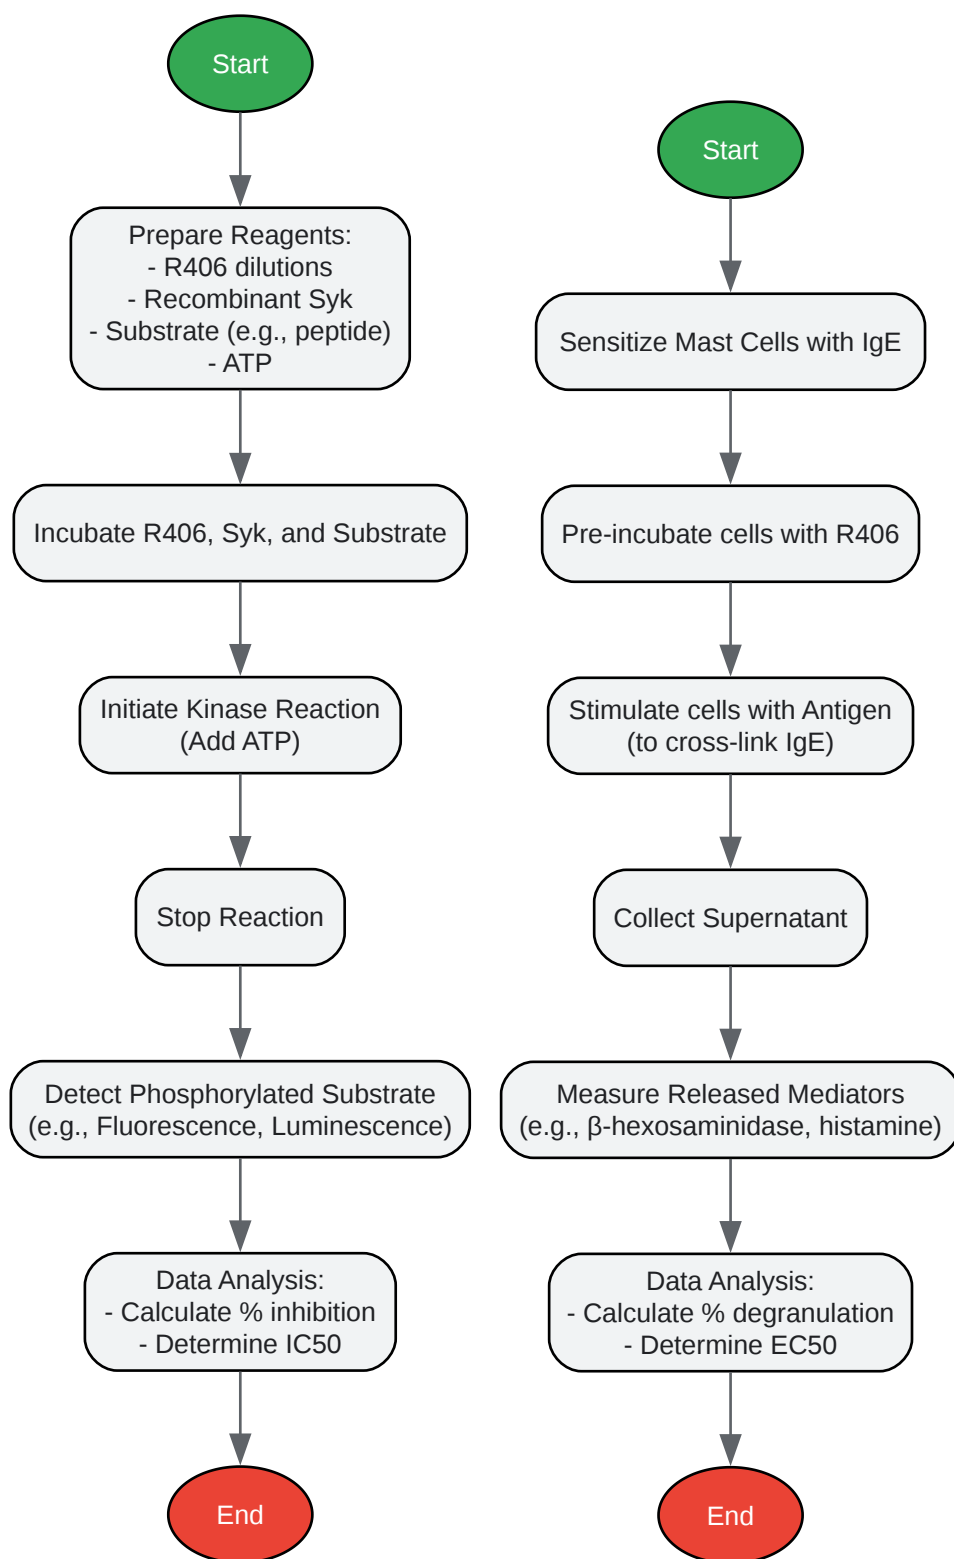 Start
Prepare Reagents:
- R406 dilutions
- Recombinant Syk
- Substrate (e.g., peptide)
- ATP
Incubate R406, Syk, and Substrate
Initiate Kinase Reaction
(Add ATP)
Stop Reaction
Detect Phosphorylated Substrate
(e.g., Fluorescence, Luminescence)
Data Analysis:
- Calculate % inhibition
- Determine IC50
End
Start
Sensitize Mast Cells with IgE
Pre-incubate cells with R406
Stimulate cells with Antigen
(to cross-link IgE)
Collect Supernatant
Measure Released Mediators
(e.g., β-hexosaminidase, histamine)
Data Analysis:
- Calculate % degranulation
- Determine EC50
End